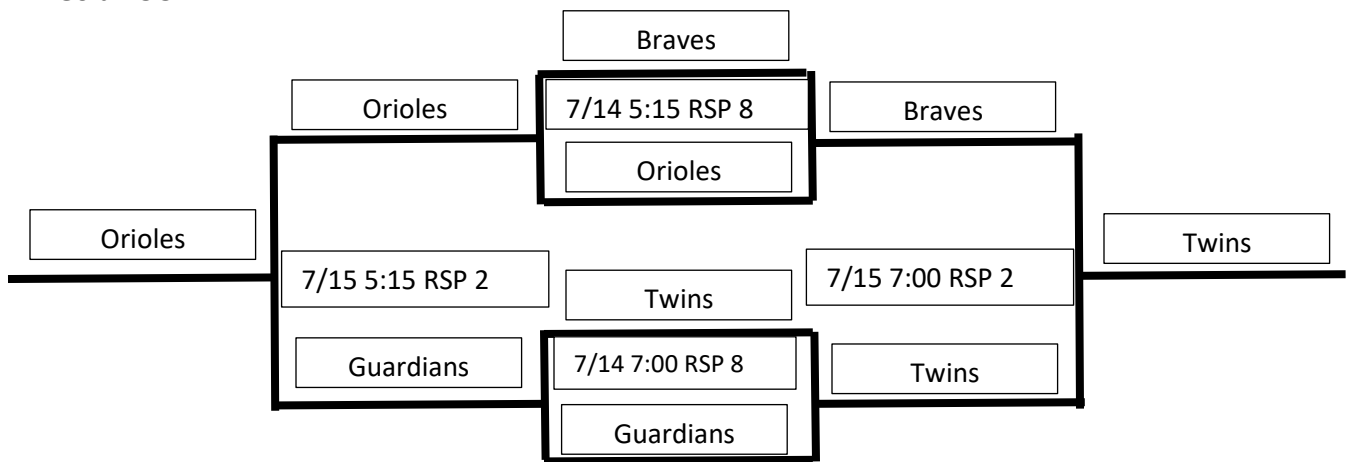 Braves
Orioles
7/14 5:15 RSP 8
Braves
Orioles
Orioles
Twins
7/15 5:15 RSP 2
Twins
7/15 7:00 RSP 2
Guardians
7/14 7:00 RSP 8
Twins
Guardians